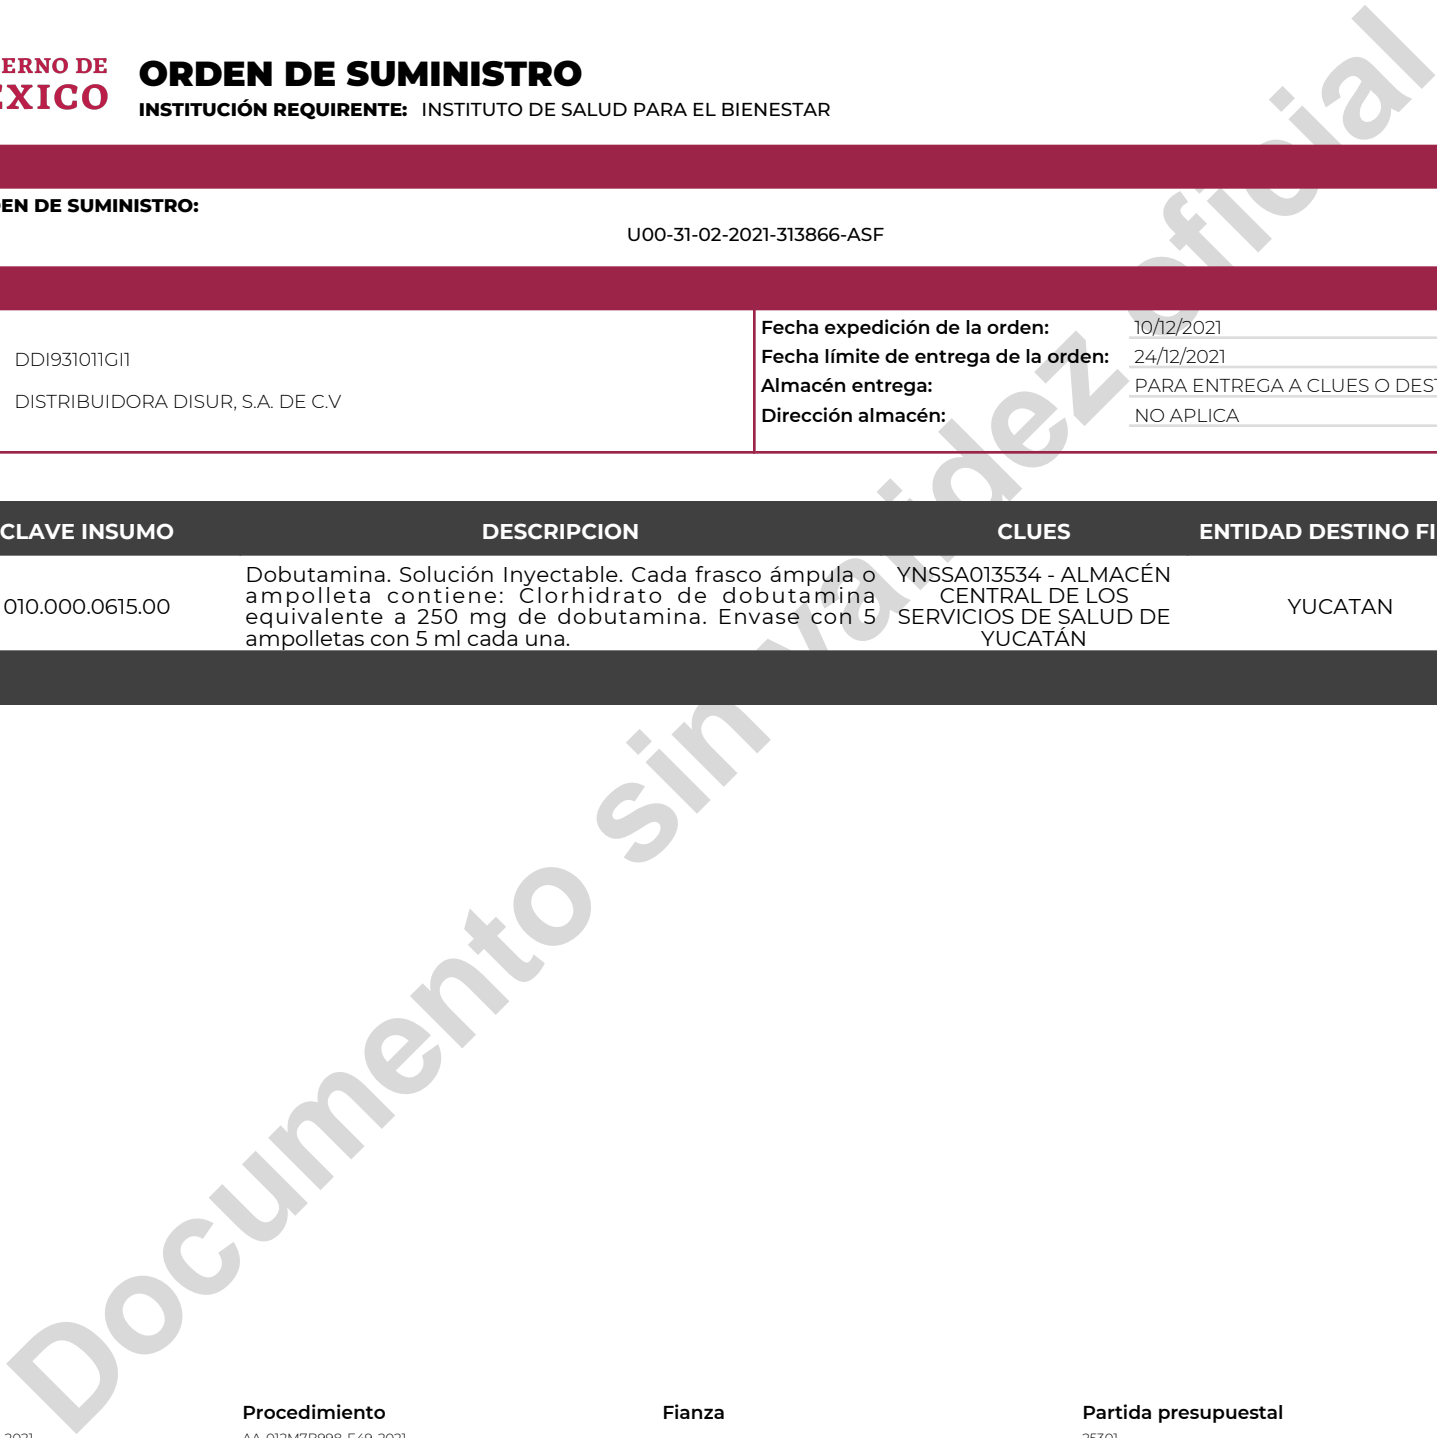 ERNO DE
EXICO
ORDEN DE SUMINISTRO
INSTITUCIÓN REQUIRENTE: INSTITUTO DE SALUD PARA EL BIENESTAR
EN DE SUMINISTRO:
U00-31-02-2021-313866-ASF
DDI931011GI1
DISTRIBUIDORA DISUR, S.A. DE C.V
Fecha expedición de la orden: 10/12/2021
Fecha límite de entrega de la orden: 24/12/2021
Almacén entrega: PARA ENTREGA A CLUES O DEST
Dirección almacén: NO APLICA
CLAVE INSUMO DESCRIPCION CLUES ENTIDAD DESTINO FI
010.000.0615.00
Dobutamina. Solución Inyectable. Cada frasco ámpula o
ampolleta contiene: Clorhidrato de dobutamina
equivalente a 250 mg de dobutamina. Envase con 5
ampolletas con 5 ml cada una.
YNSSA013534 - ALMACÉN
CENTRAL DE LOS
SERVICIOS DE SALUD DE
YUCATÁN
YUCATAN
Documento sin validez oficial
Procedimiento Fianza Partida presupuestal